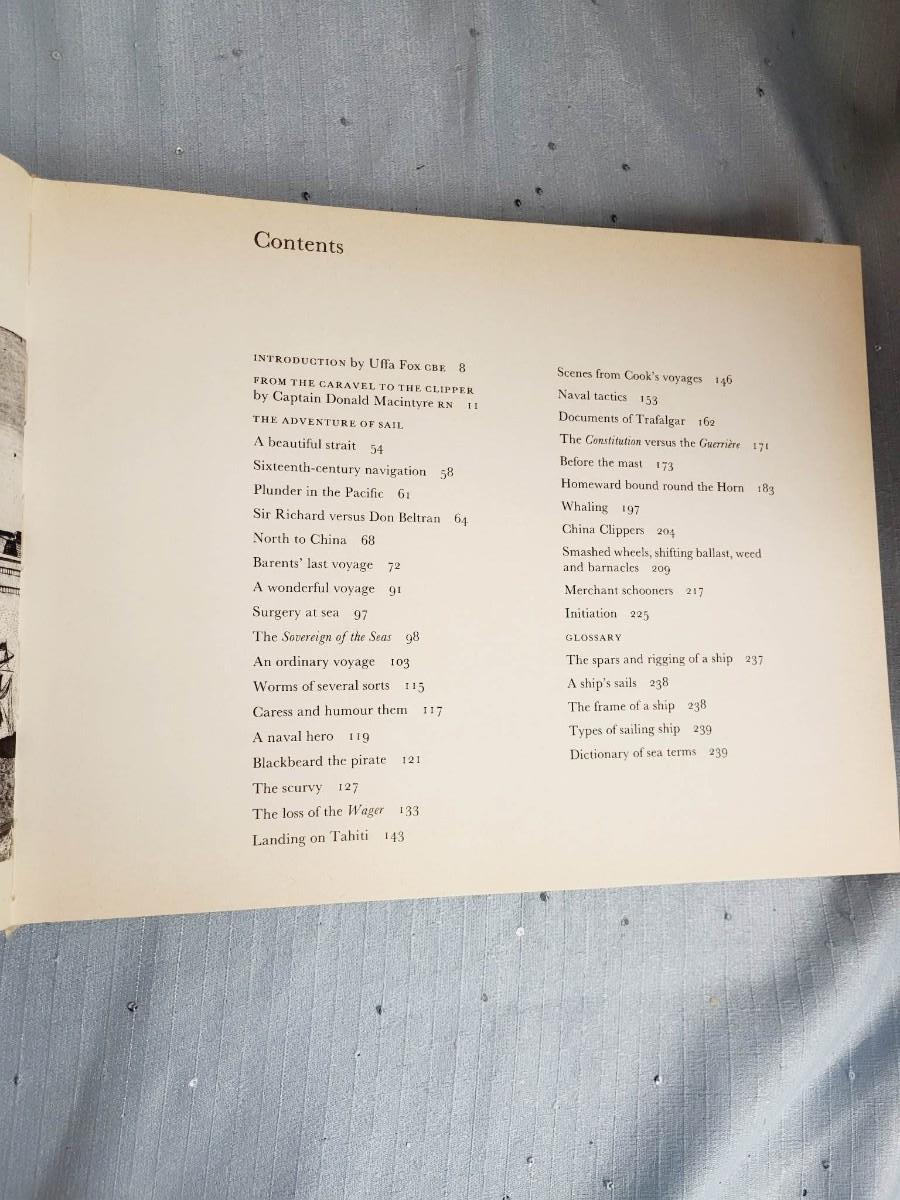 Contents
INTRODUCTION by Uffa Fox CBE 8
FROM THE CARAVEL TO THE CLIPPER
by Captain Donald Macintyre RN 11
THE ADVENTURE OF SAIL
A beautiful strait 54
Sixteenth-century navigation 58
Plunder in the Pacific 61
Sir Richard versus Don Beltran 64
North to China 68
Barents' last voyage 72
A wonderful voyage 91
Surgery at sea 97
The Sovereign of the Seas 98
An ordinary voyage 103
Worms of several sorts 115
Caress and humour them 117
A naval hero 119
Blackbeard the pirate 121
The scurvy 127
The loss of the Wager 133
Landing on Tahiti 143
Scenes from Cook's voyages 146
Naval tactics 153
Documents of Trafalgar 162
The Constitution versus the Guerrière 171
Before the mast 173
Homeward bound round the Horn 183
Whaling 197
China Clippers 204
Smashed wheels, shifting ballast, weed
and barnacles 209
Merchant schooners 217
Initiation 225
GLOSSARY
The spars and rigging of a ship 237
A ship's sails 238
The frame of a ship 238
Types of sailing ship 239
Dictionary of sea terms 239